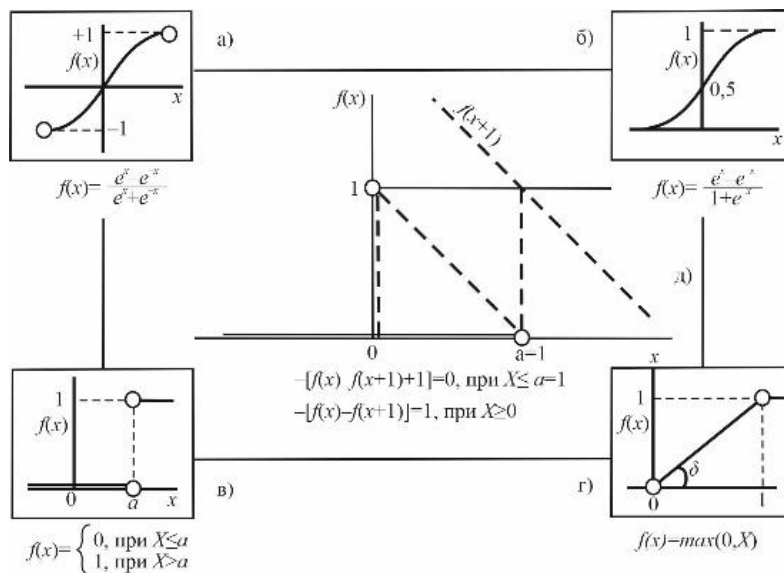 +1
а)
f(x)
x
−1
f(x)= e^x e^-x / e^x+e^-x
б)
1
f(x)
0,5
x
f(x)= e^x−e^-x / 1+e^-x
f(x)
f(x+1)
1
0
a−1
x
−[f(x) f(x+1)+1]=0, при X≤ a=1
−[f(x)−f(x+1)]=1, при X≥0
д)
1
f(x)
0
a
x
в)
f(x)= { 0, при X≤a
1, при X>a
г)
1
f(x)
δ
0
1
f(x)−max(0,X)